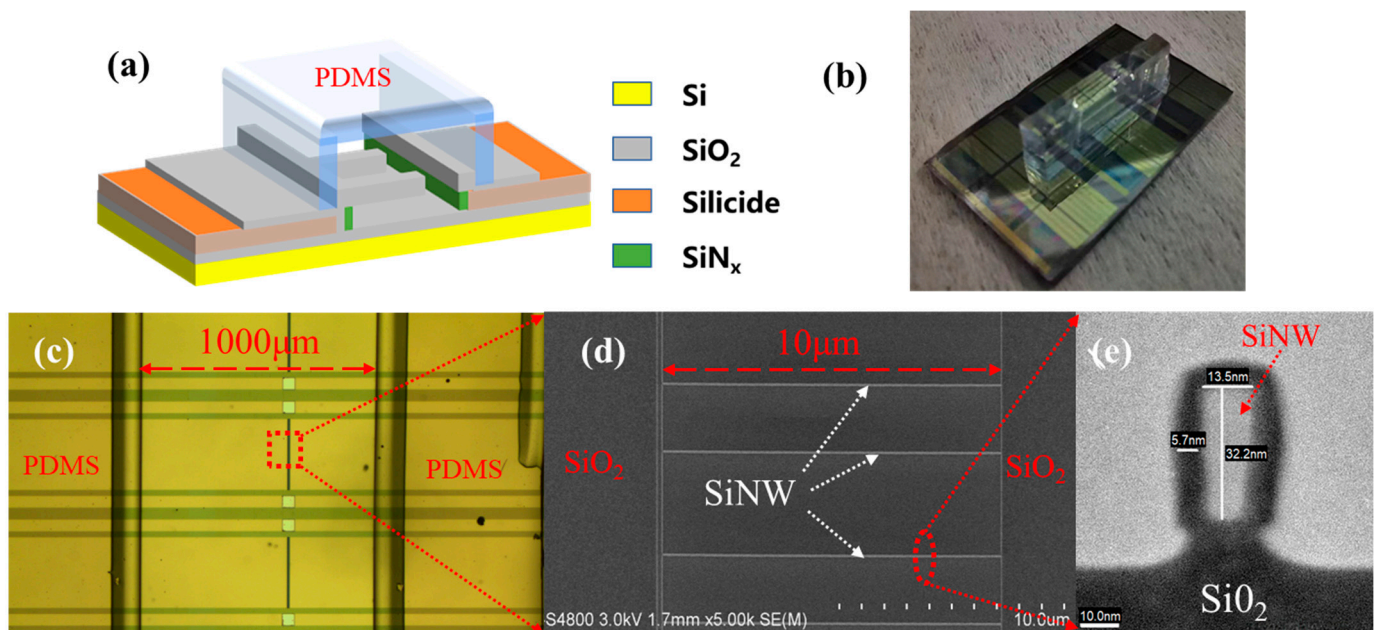 (a)
PDMS
Si
SiO₂
Silicide
SiNₓ
(b)
(c)
1000μm
PDMS
PDMS
(d)
10μm
SiO₂
SiO₂
SiNW
S4800 3.0kV 1.7mm x5.00k SE(M)
10.0um
(e)
SiNW
13.5nm
5.7nm
32.2nm
Si0₂
10.0nm